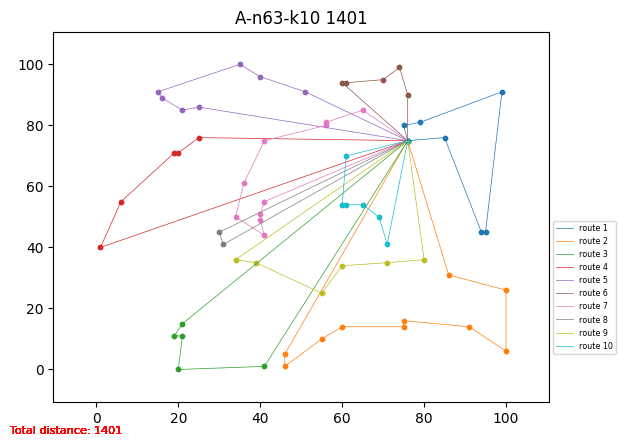 A-n63-k10 1401
100
80
60
40
20
0
0 20 40 60 80 100
route 1
route 2
route 3
route 4
route 5
route 6
route 7
route 8
route 9
route 10
Total distance: 1401